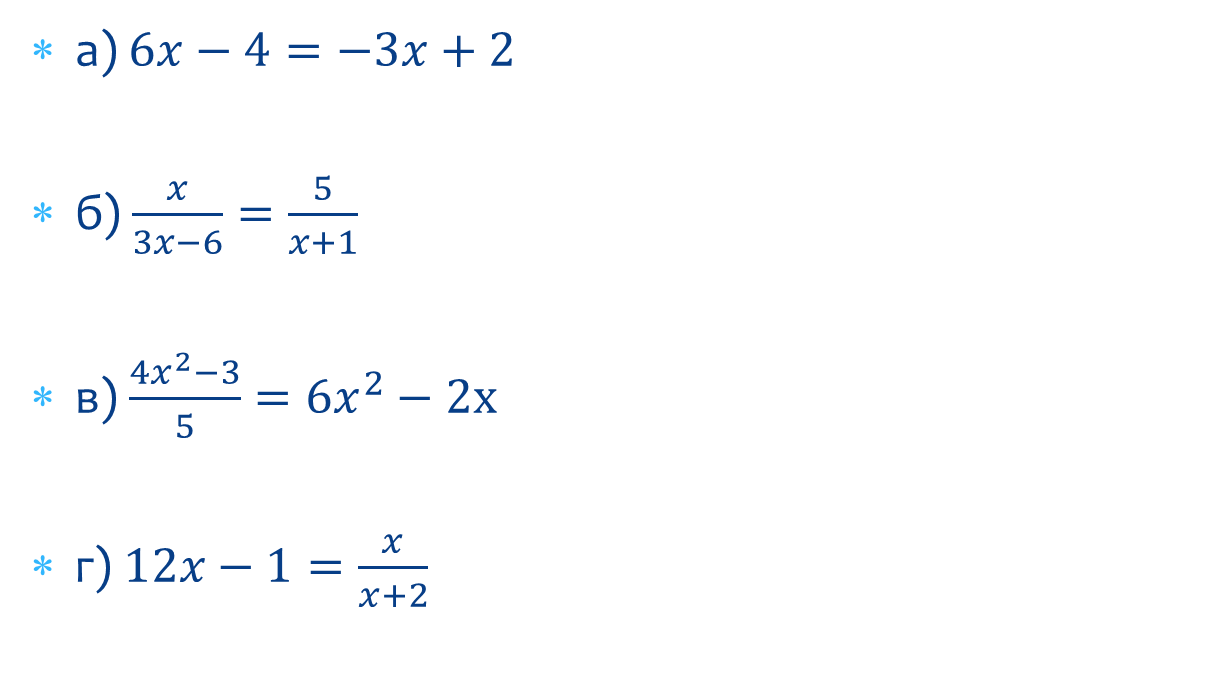 * а) 6x − 4 = −3x + 2
* б) x/(3x−6) = 5/(x+1)
* в) (4x²−3)/5 = 6x² − 2x
* г) 12x − 1 = x/(x+2)